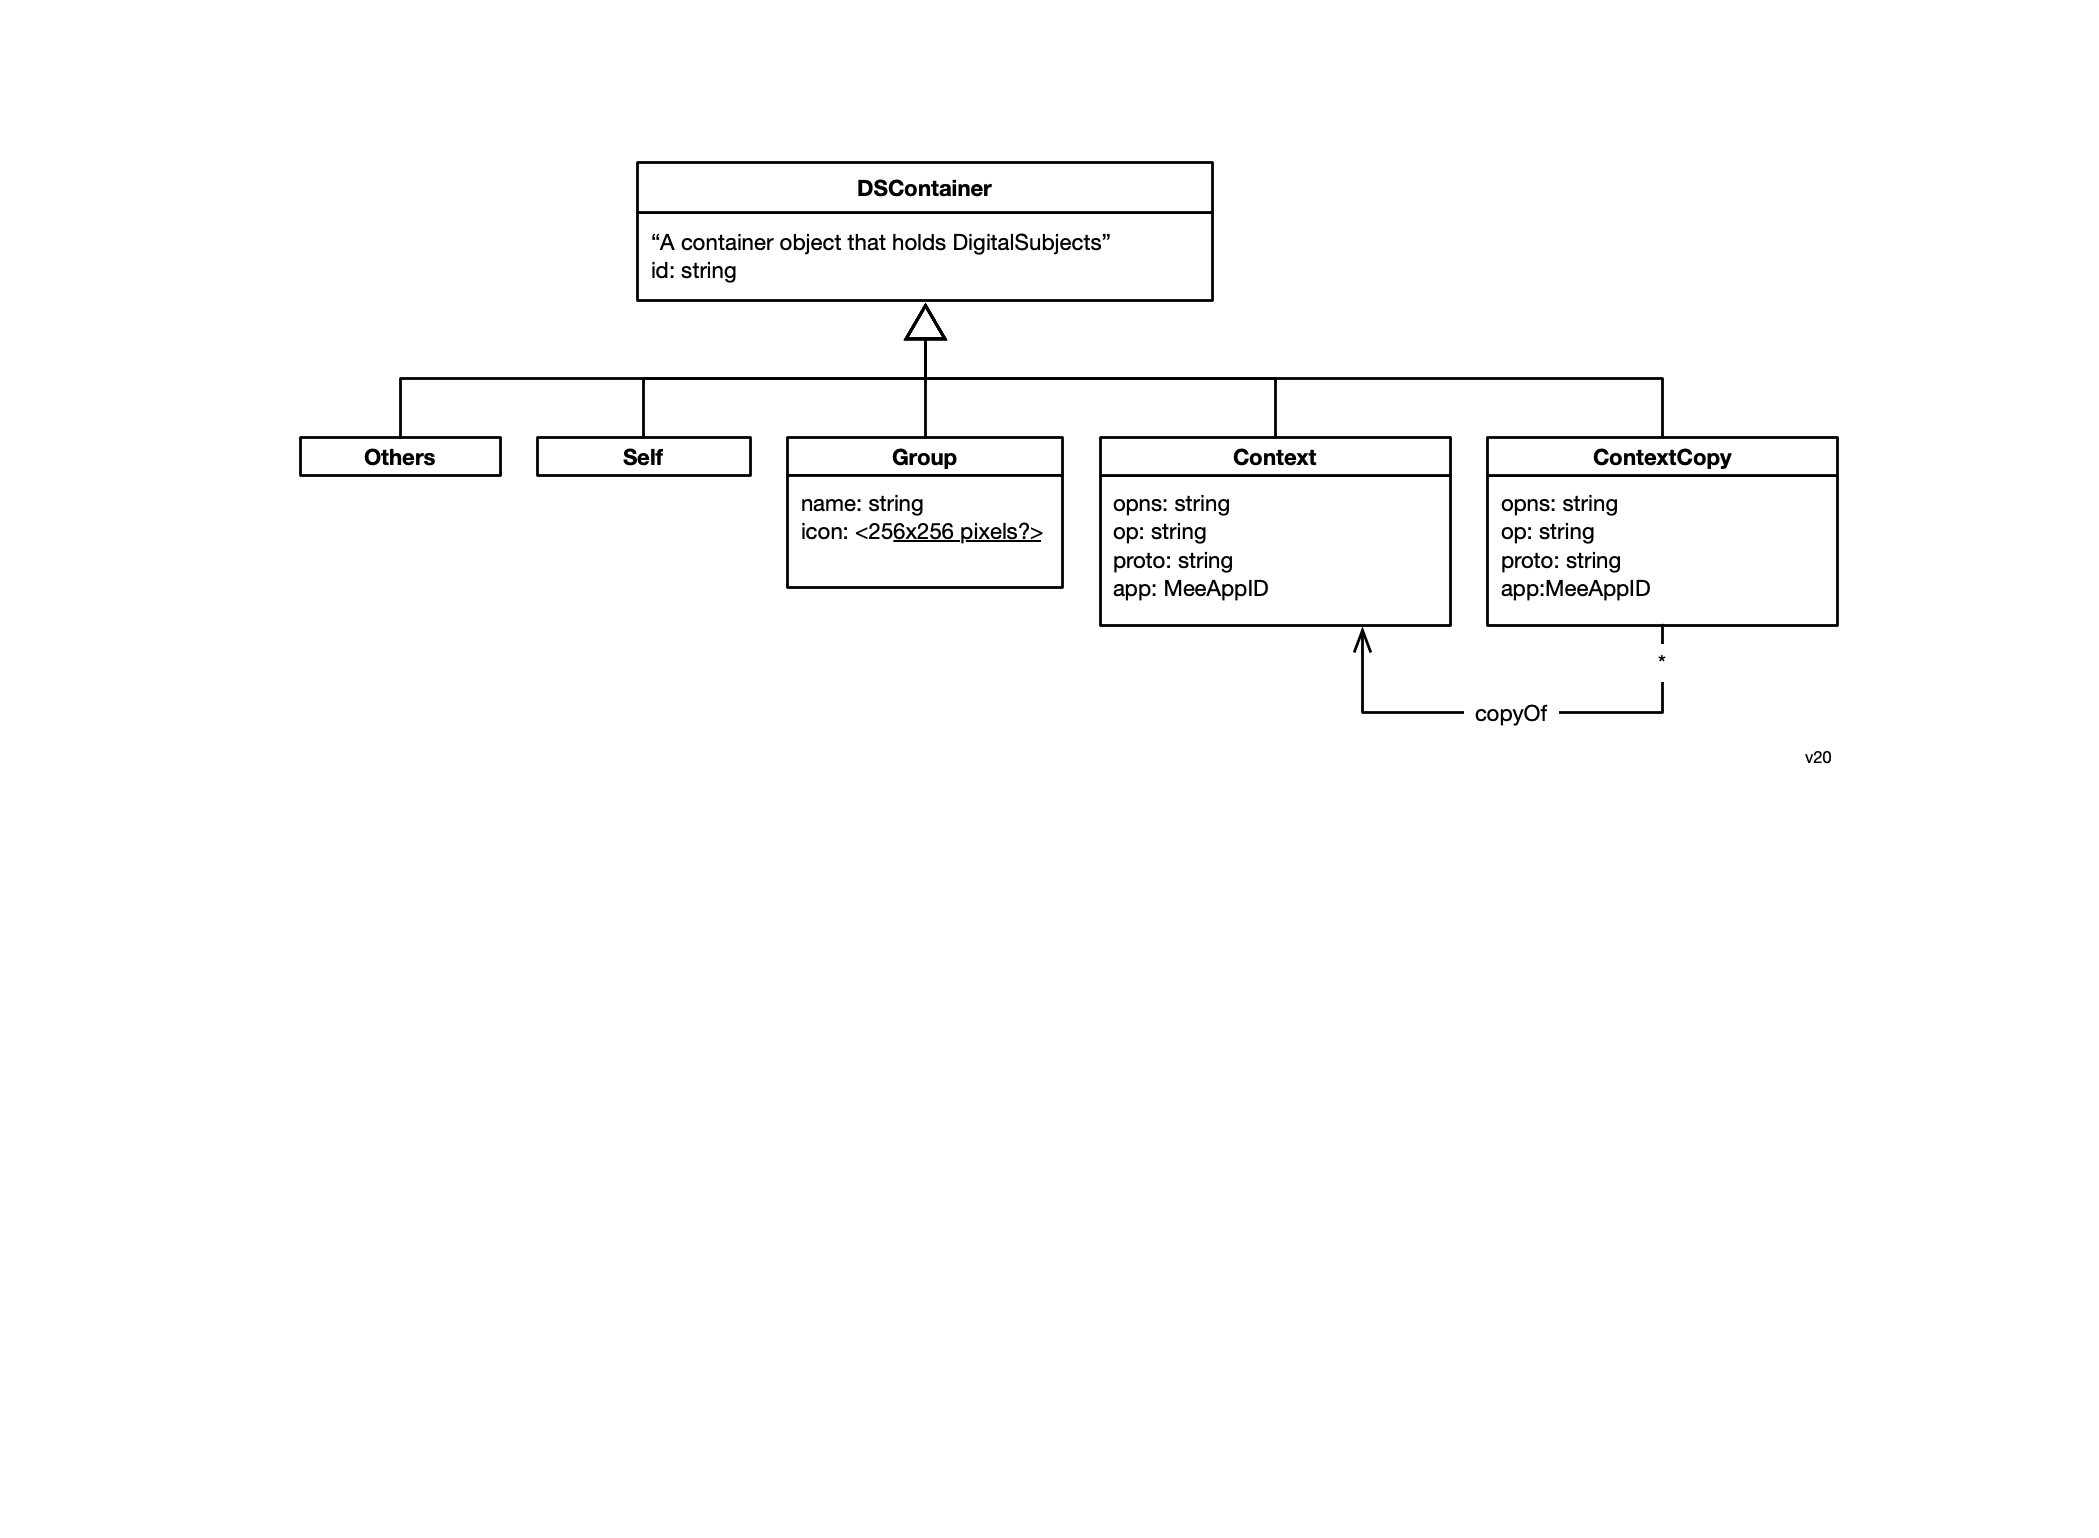 DSContainer
“A container object that holds DigitalSubjects”
id: string
Others
Self
Group
name: string
icon: <256x256 pixels?>
Context
opns: string
op: string
proto: string
app: MeeAppID
ContextCopy
opns: string
op: string
proto: string
app:MeeAppID
*
copyOf
v20